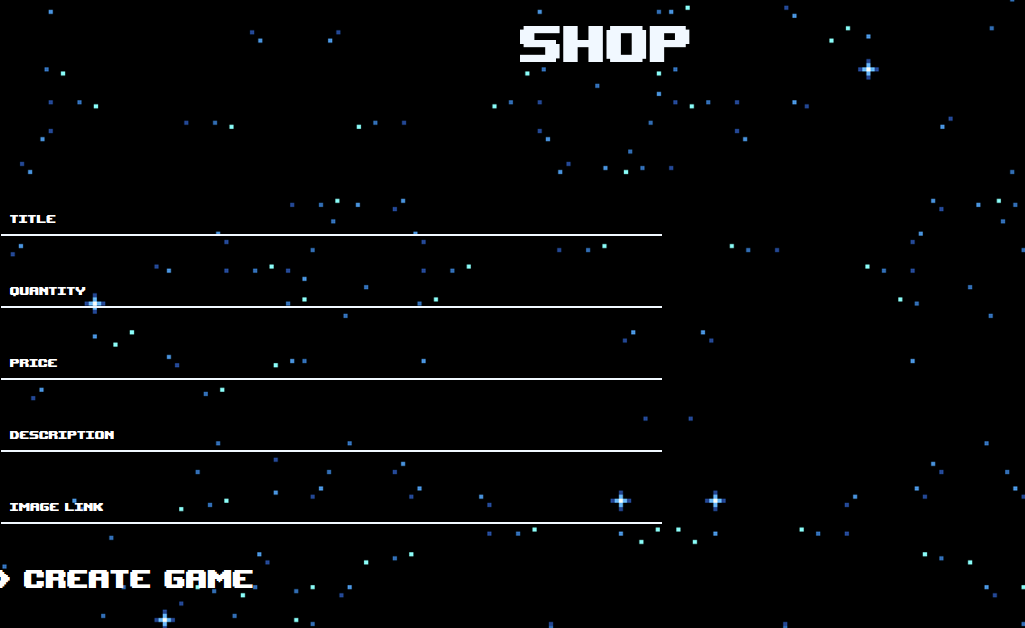 SHOP
TITLE
QUANTITY
PRICE
DESCRIPTION
IMAGE LINK
> CREATE GAME